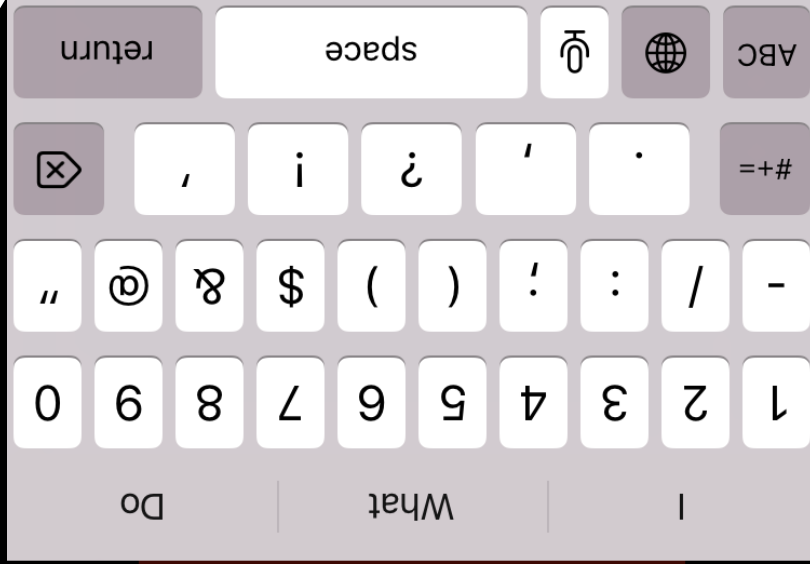 I What Do
1 2 3 4 5 6 7 8 9 0
- / : ; ( ) $ & @ "
#+= . , ? ! '
ABC space return